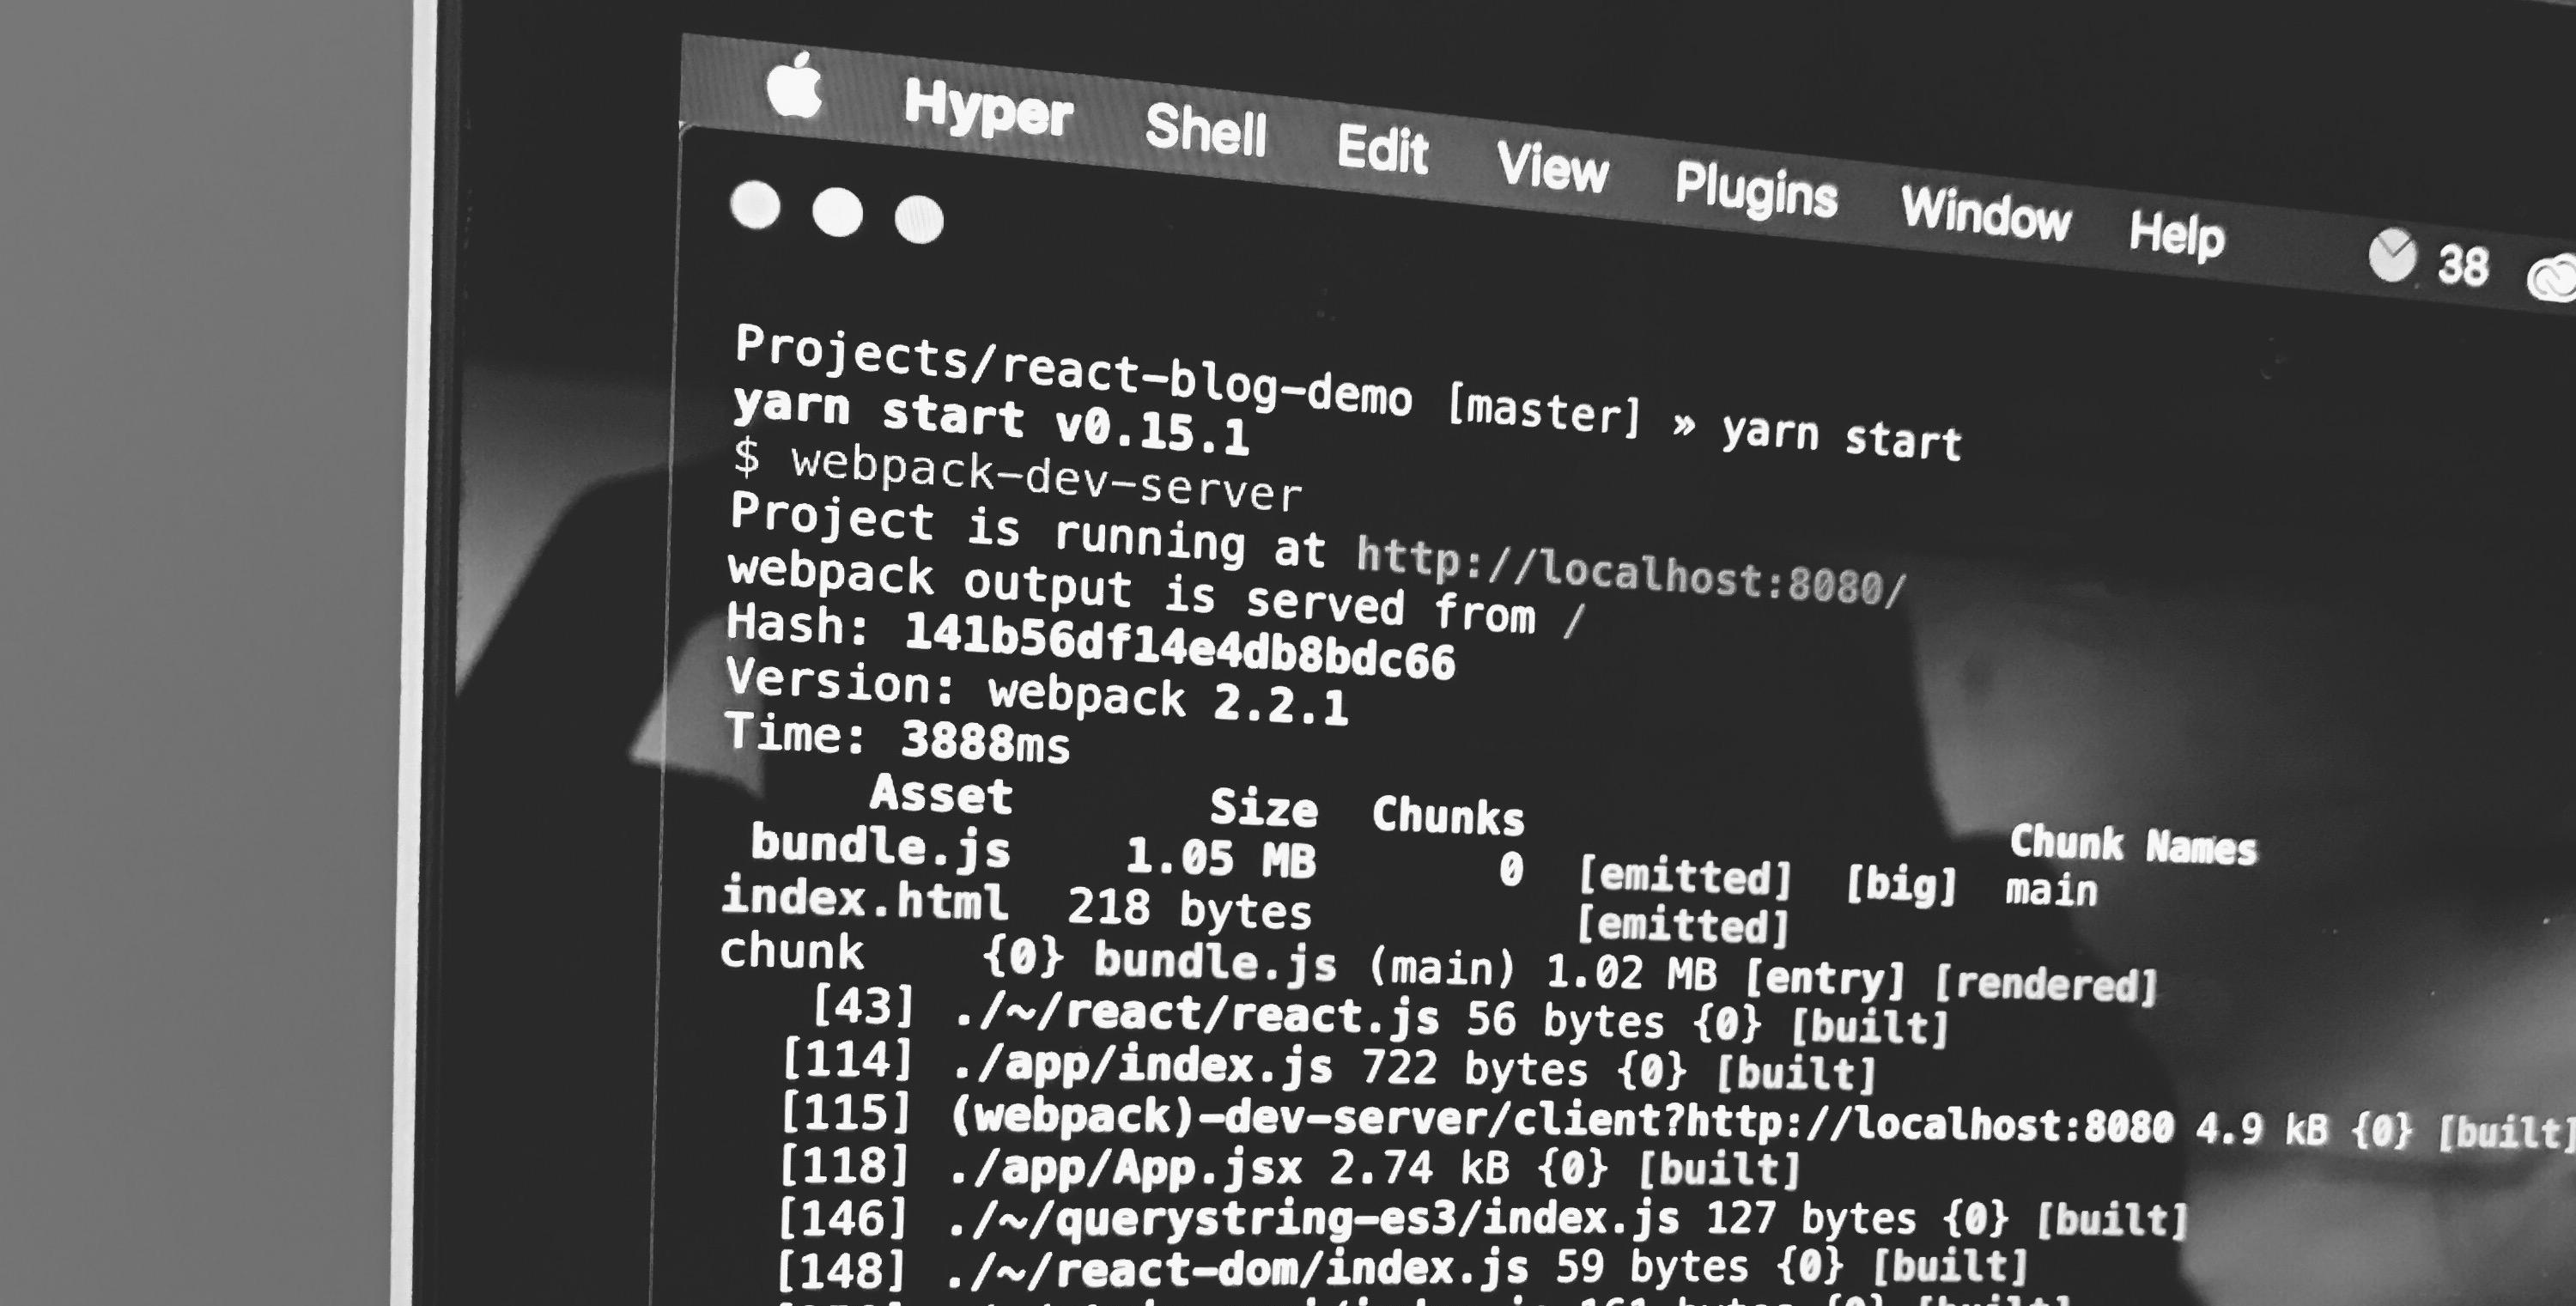 Hyper Shell Edit View Plugins Window Help 38
Projects/react-blog-demo [master] » yarn start
yarn start v0.15.1
$ webpack-dev-server
Project is running at http://localhost:8080/
webpack output is served from /
Hash: 141b56df14e4db8bdc66
Version: webpack 2.2.1
Time: 3888ms
Asset Size Chunks Chunk Names
bundle.js 1.05 MB 0 [emitted] [big] main
index.html 218 bytes [emitted]
chunk {0} bundle.js (main) 1.02 MB [entry] [rendered]
[43] ./~/react/react.js 56 bytes {0} [built]
[114] ./app/index.js 722 bytes {0} [built]
[115] (webpack)-dev-server/client?http://localhost:8080 4.9 kB {0} [built]
[118] ./app/App.jsx 2.74 kB {0} [built]
[146] ./~/querystring-es3/index.js 127 bytes {0} [built]
[148] ./~/react-dom/index.js 59 bytes {0} [built]
161 bytes {0} [built]